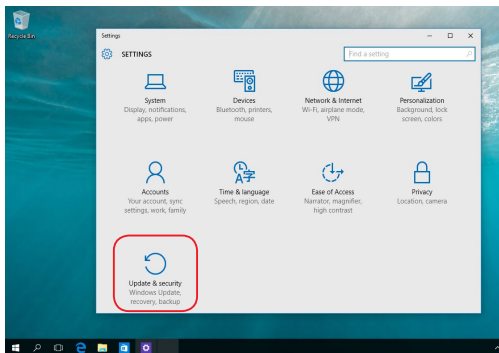 Recycle Bin
Settings
SETTINGS
Find a setting
System
Display, notifications,
apps, power
Devices
Bluetooth, printers,
mouse
Network & Internet
Wi-Fi, airplane mode,
VPN
Personalization
Background, lock
screen, colors
Accounts
Your account, sync
settings, work, family
Time & language
Speech, region, date
Ease of Access
Narrator, magnifier,
high contrast
Privacy
Location, camera
Update & security
Windows Update,
recovery, backup